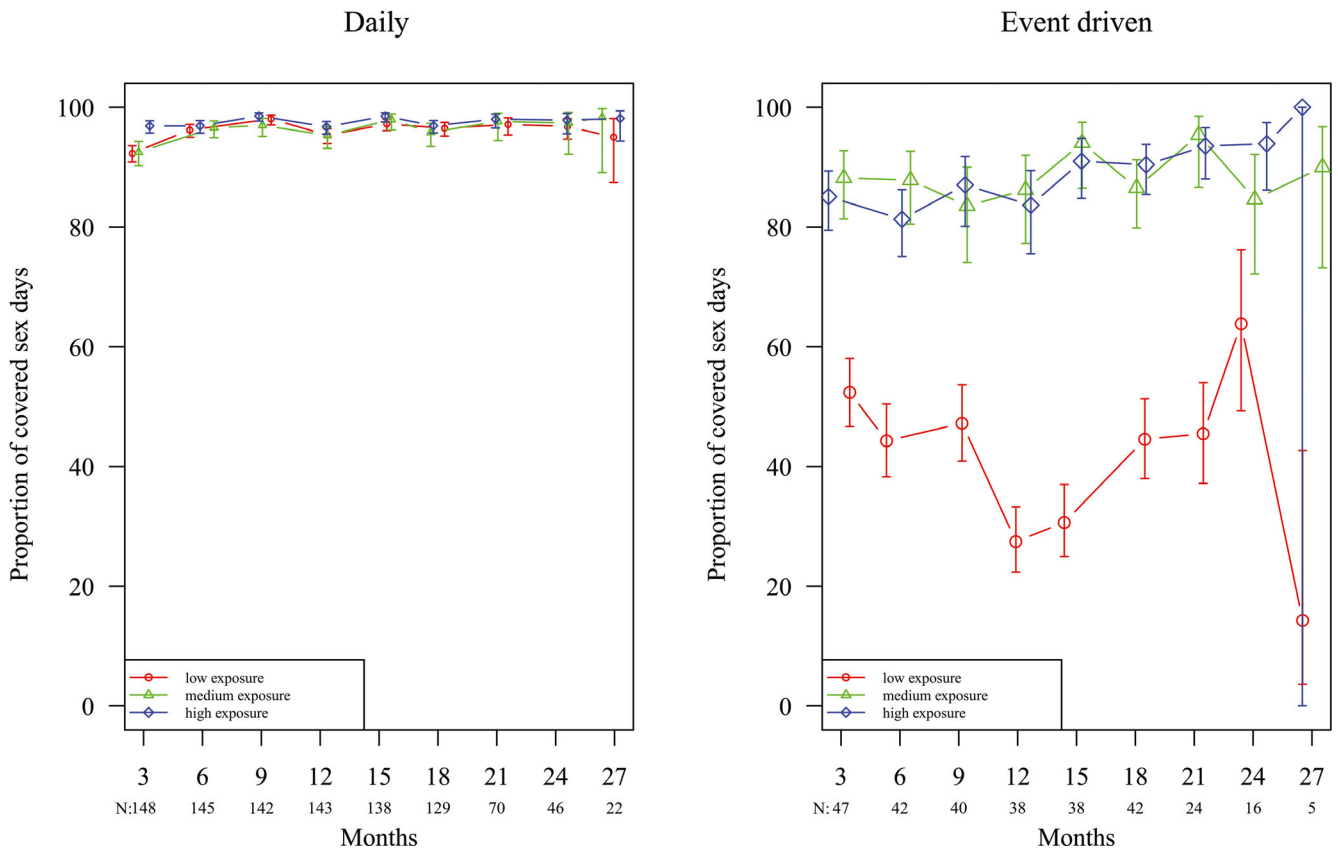 Daily
Proportion of covered sex days
100
80
60
40
20
0
low exposure
medium exposure
high exposure
3 6 9 12 15 18 21 24 27
N:148 145 142 143 138 129 70 46 22
Months
Event driven
Proportion of covered sex days
100
80
60
40
20
0
low exposure
medium exposure
high exposure
3 6 9 12 15 18 21 24 27
N: 47 42 40 38 38 42 24 16 5
Months